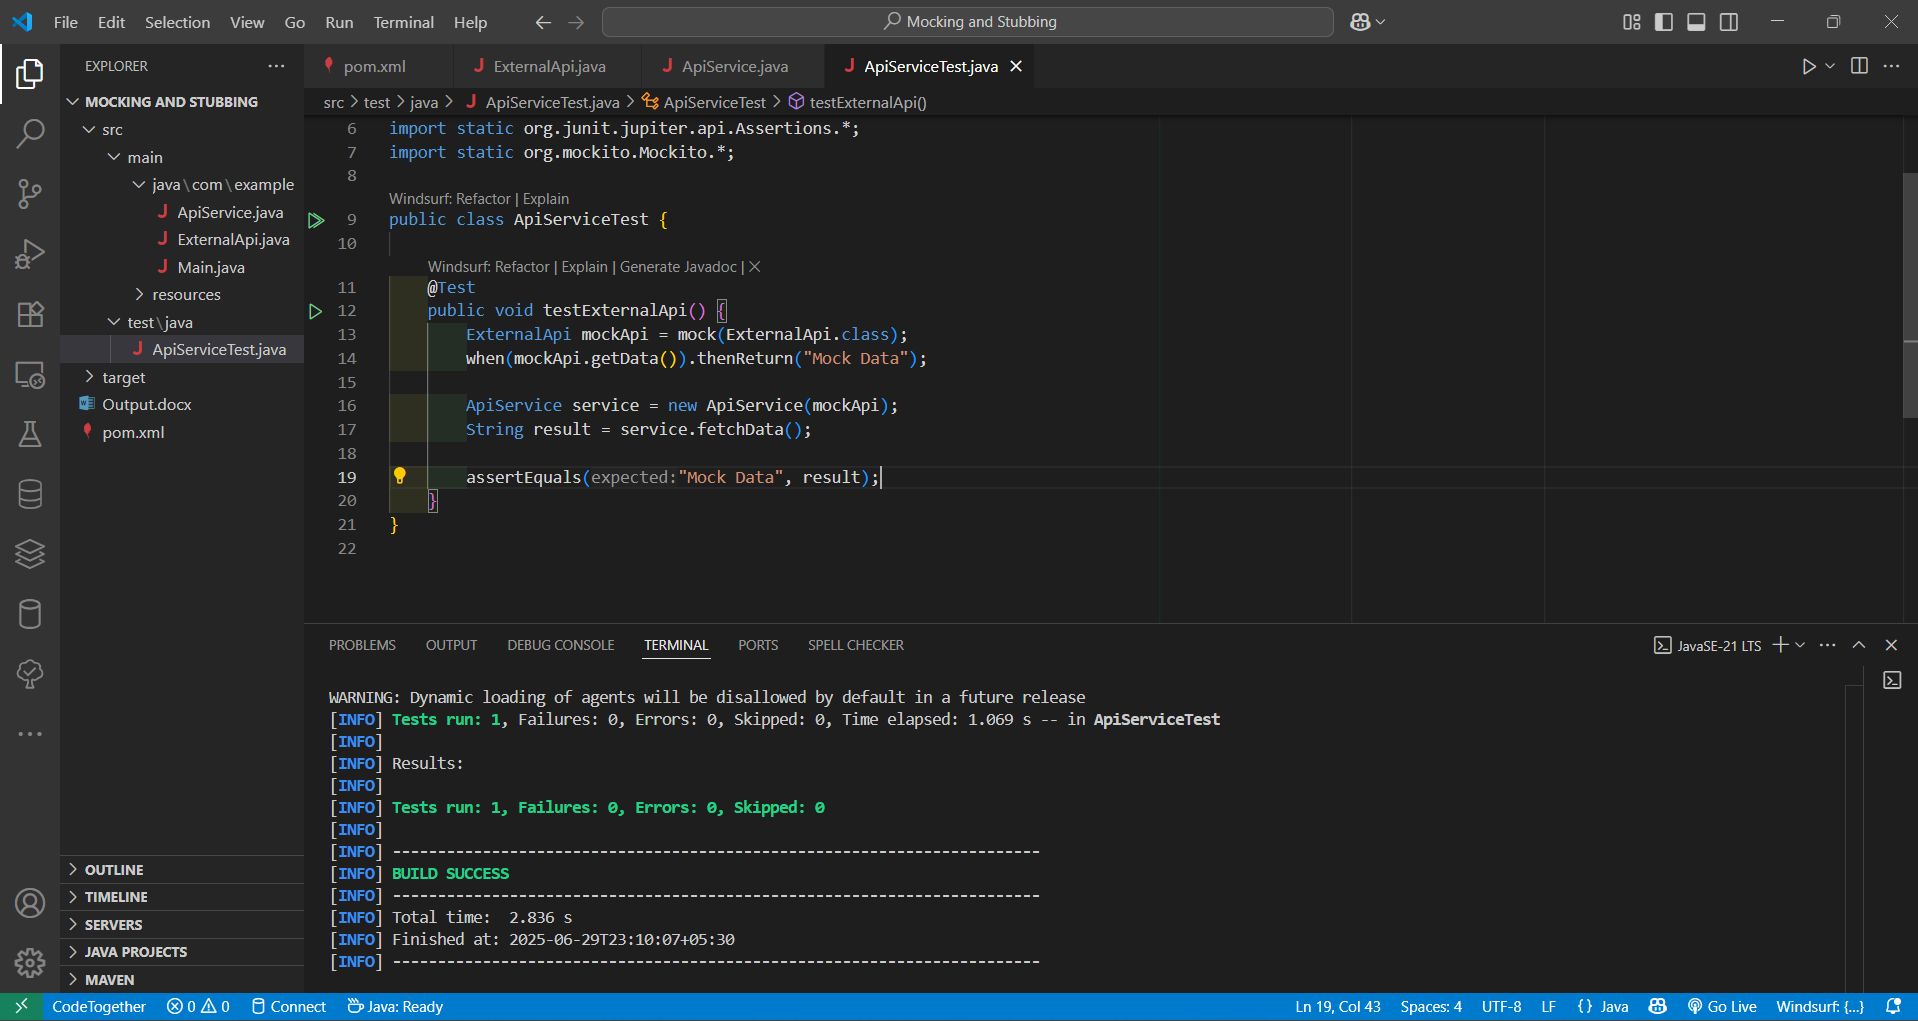 File Edit Selection View Go Run Terminal Help
Mocking and Stubbing
EXPLORER
MOCKING AND STUBBING
src
main
java\com\example
ApiService.java
ExternalApi.java
Main.java
resources
test\java
ApiServiceTest.java
target
Output.docx
pom.xml
OUTLINE
TIMELINE
SERVERS
JAVA PROJECTS
MAVEN
pom.xml ExternalApi.java ApiService.java ApiServiceTest.java
src > test > java > ApiServiceTest.java > ApiServiceTest > testExternalApi()
6 import static org.junit.jupiter.api.Assertions.*;
7 import static org.mockito.Mockito.*;
8
Windsurf: Refactor | Explain
9 public class ApiServiceTest {
10
Windsurf: Refactor | Explain | Generate Javadoc | ✕
11 @Test
12 public void testExternalApi() {
13 ExternalApi mockApi = mock(ExternalApi.class);
14 when(mockApi.getData()).thenReturn("Mock Data");
15
16 ApiService service = new ApiService(mockApi);
17 String result = service.fetchData();
18
19 assertEquals(expected:"Mock Data", result);
20 }
21 }
22
PROBLEMS OUTPUT DEBUG CONSOLE TERMINAL PORTS SPELL CHECKER
JavaSE-21 LTS
WARNING: Dynamic loading of agents will be disallowed by default in a future release
[INFO] Tests run: 1, Failures: 0, Errors: 0, Skipped: 0, Time elapsed: 1.069 s -- in ApiServiceTest
[INFO]
[INFO] Results:
[INFO]
[INFO] Tests run: 1, Failures: 0, Errors: 0, Skipped: 0
[INFO]
[INFO] ------------------------------------------------------------------------
[INFO] BUILD SUCCESS
[INFO] ------------------------------------------------------------------------
[INFO] Total time:  2.836 s
[INFO] Finished at: 2025-06-29T23:10:07+05:30
[INFO] ------------------------------------------------------------------------
CodeTogether 0 0 Connect Java: Ready Ln 19, Col 43 Spaces: 4 UTF-8 LF {} Java Go Live Windsurf: {...}